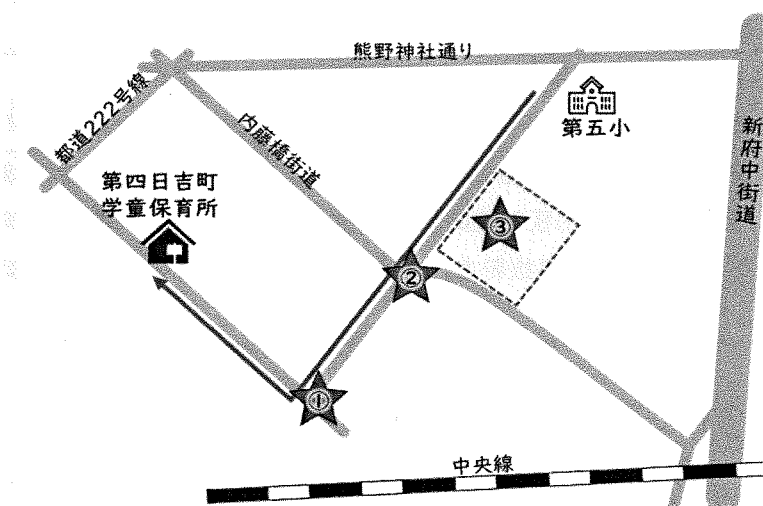 熊野神社通り
都道222号線
内藤橋街道
第五小
新府中街道
第四日吉町
学童保育所
③
②
①
中央線